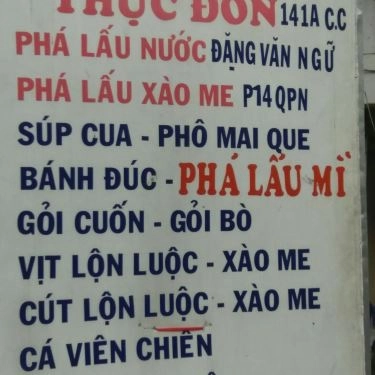 THỰC ĐƠN 141A C.C
PHÁ LẤU NƯỚC ĐẶNG VĂN NGỮ
PHÁ LẤU XÀO ME P14QPN
SÚP CUA - PHÔ MAI QUE
BÁNH ĐÚC - PHÁ LẤU MÌ
GỎI CUỐN - GỎI BÒ
VỊT LỘN LUỘC - XÀO ME
CÚT LỘN LUỘC - XÀO ME
CÁ VIÊN CHIÊN